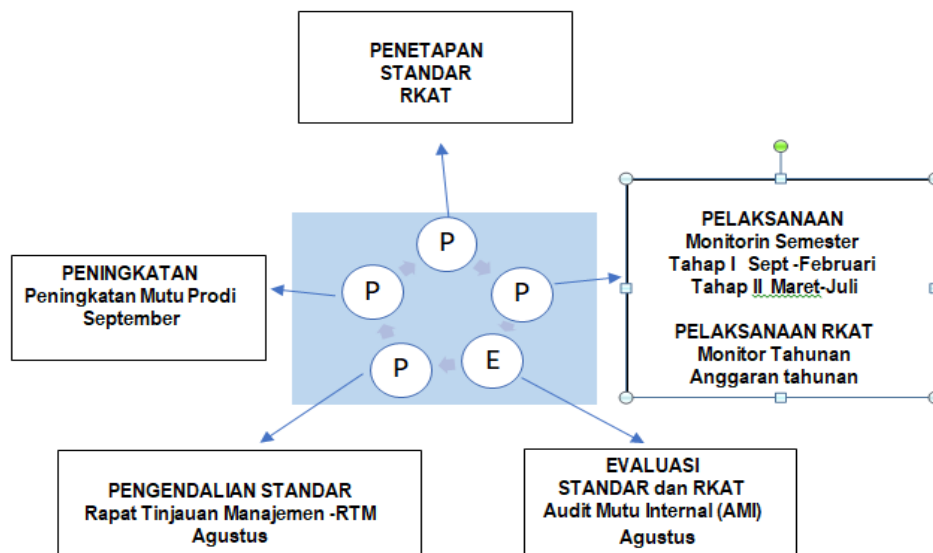 PENETAPAN
STANDAR
RKAT
PELAKSANAAN
Monitorin Semester
Tahap I Sept -Februari
Tahap II Maret-Juli
PELAKSANAAN RKAT
Monitor Tahunan
Anggaran tahunan
PENINGKATAN
Peningkatan Mutu Prodi
September
P
P
P
P
E
PENGENDALIAN STANDAR
Rapat Tinjauan Manajemen -RTM
Agustus
EVALUASI
STANDAR dan RKAT
Audit Mutu Internal (AMI)
Agustus